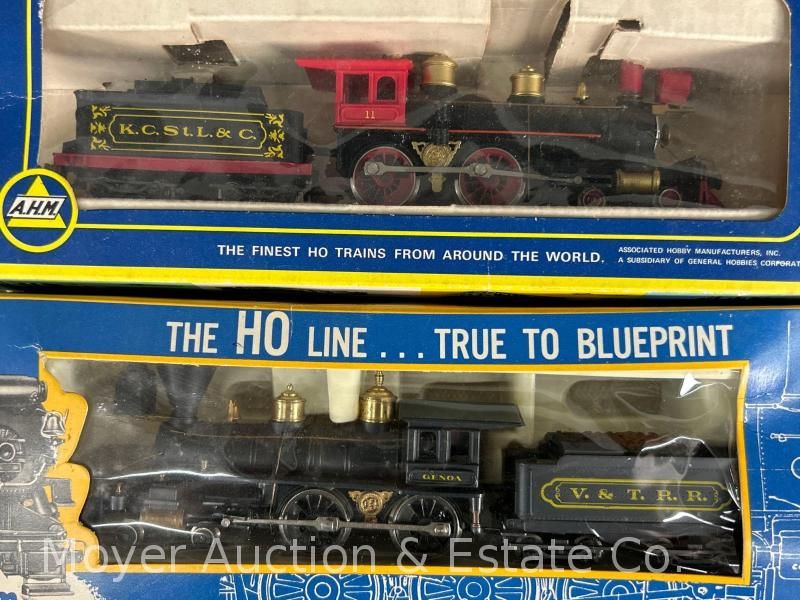 K.C.St.L.&C.
11
A.H.M.
THE FINEST HO TRAINS FROM AROUND THE WORLD.
ASSOCIATED HOBBY MANUFACTURERS, INC.
A SUBSIDIARY OF GENERAL HOBBIES CORPORAT
THE HO LINE ... TRUE TO BLUEPRINT
GENOA
V. & T. R. R.
Moyer Auction & Estate Co.